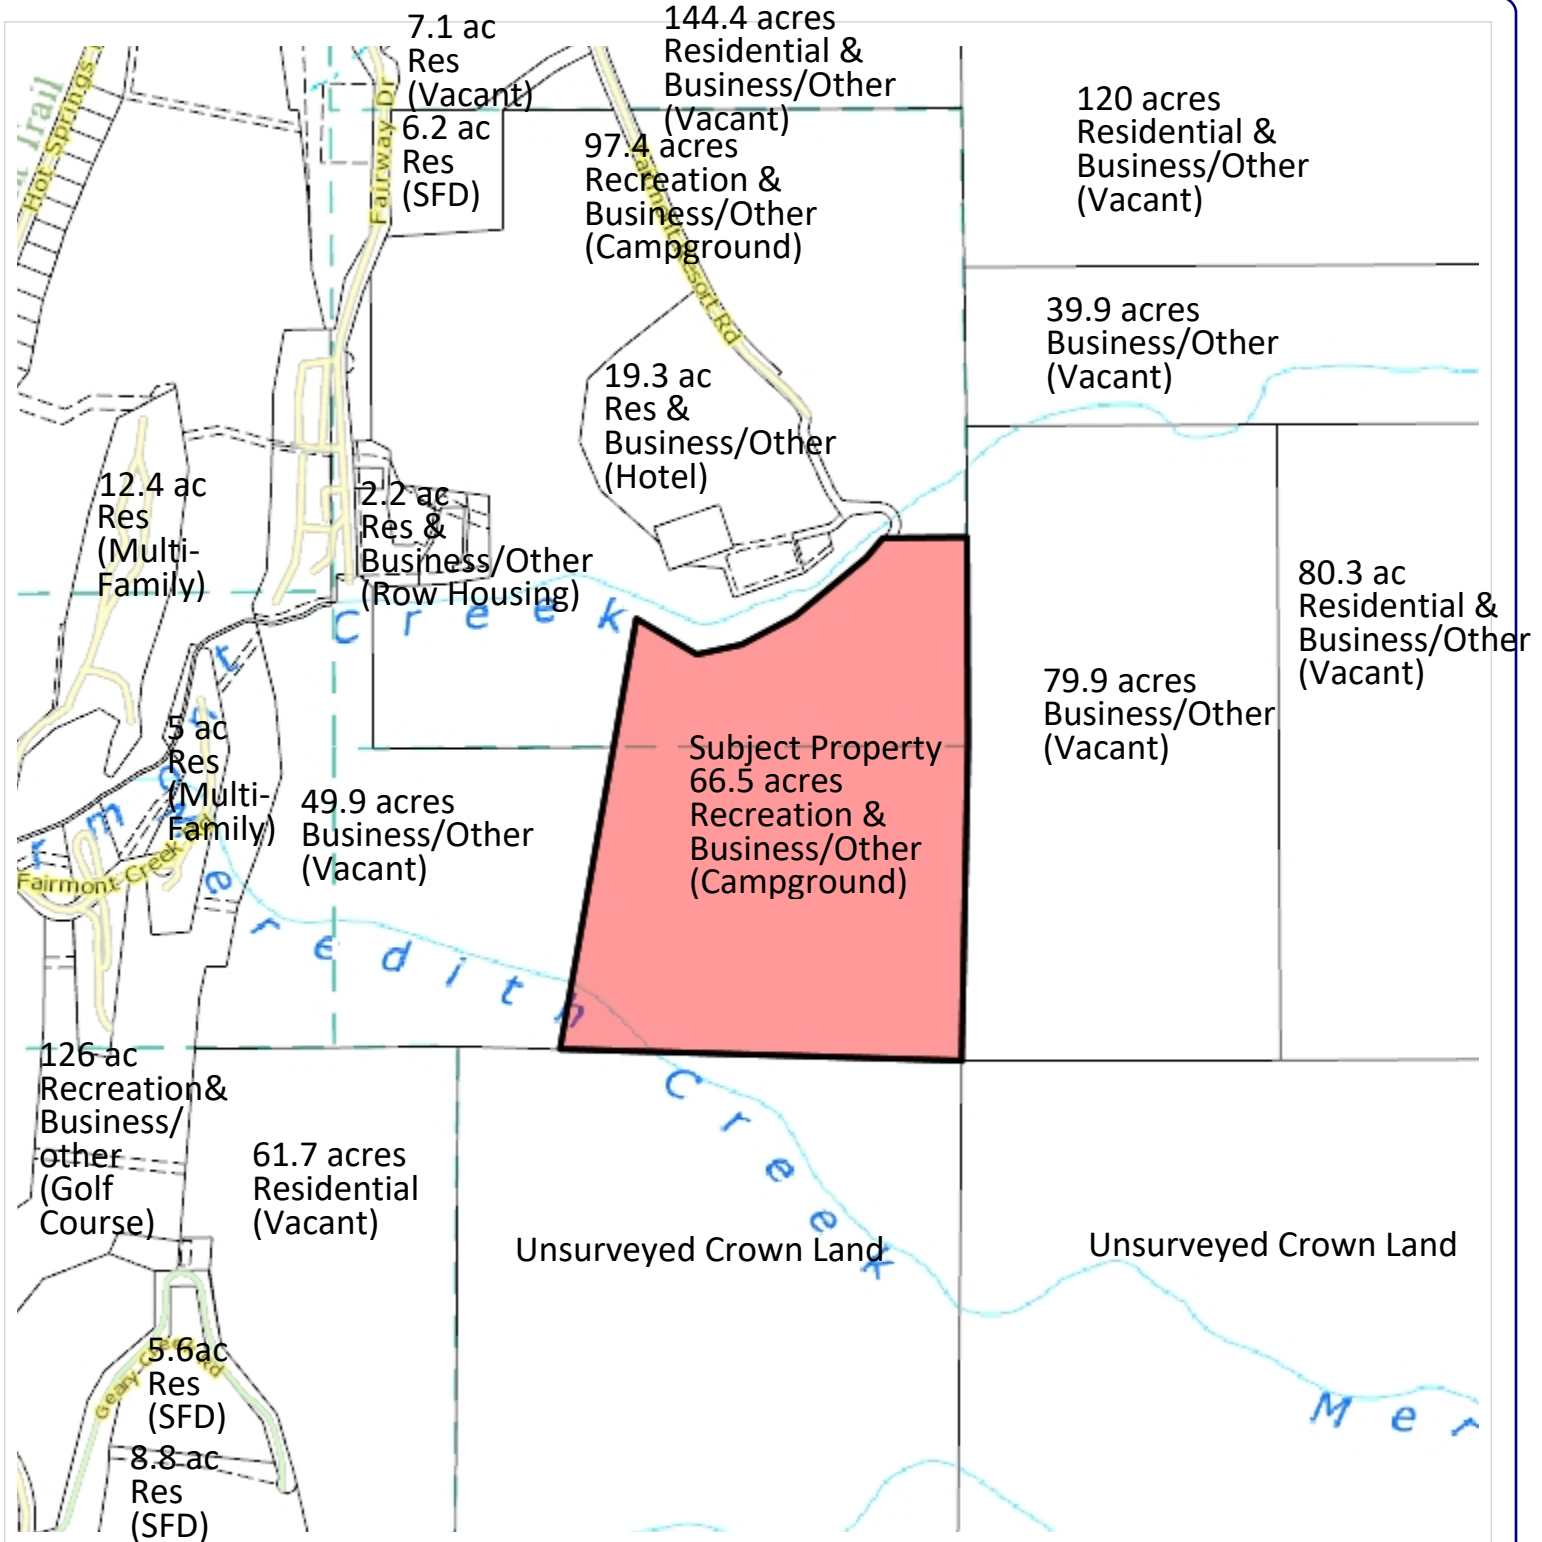 7.1 ac
Res
(Vacant)
144.4 acres
Residential &
Business/Other
(Vacant)
120 acres
Residential &
Business/Other
(Vacant)
Trail
Hot Springs
Fairway Dr
6.2 ac
Res
(SFD)
97.4 acres
Recreation &
Business/Other
(Campground)
Resort Rd
39.9 acres
Business/Other
(Vacant)
19.3 ac
Res &
Business/Other
(Hotel)
12.4 ac
Res
(Multi-
Family)
2.2 ac
Res &
Business/Other
(Row Housing)
Creek
80.3 ac
Residential &
Business/Other
(Vacant)
79.9 acres
Business/Other
(Vacant)
5 ac
Res
(Multi-
Family)
Fairmont Creek Rd
49.9 acres
Business/Other
(Vacant)
Subject Property
66.5 acres
Recreation &
Business/Other
(Campground)
Meredith
Creek
126 ac
Recreation&
Business/
other
(Golf
Course)
61.7 acres
Residential
(Vacant)
Unsurveyed Crown Land
Unsurveyed Crown Land
5.6ac
Res
(SFD)
8.8 ac
Res
(SFD)
Mer